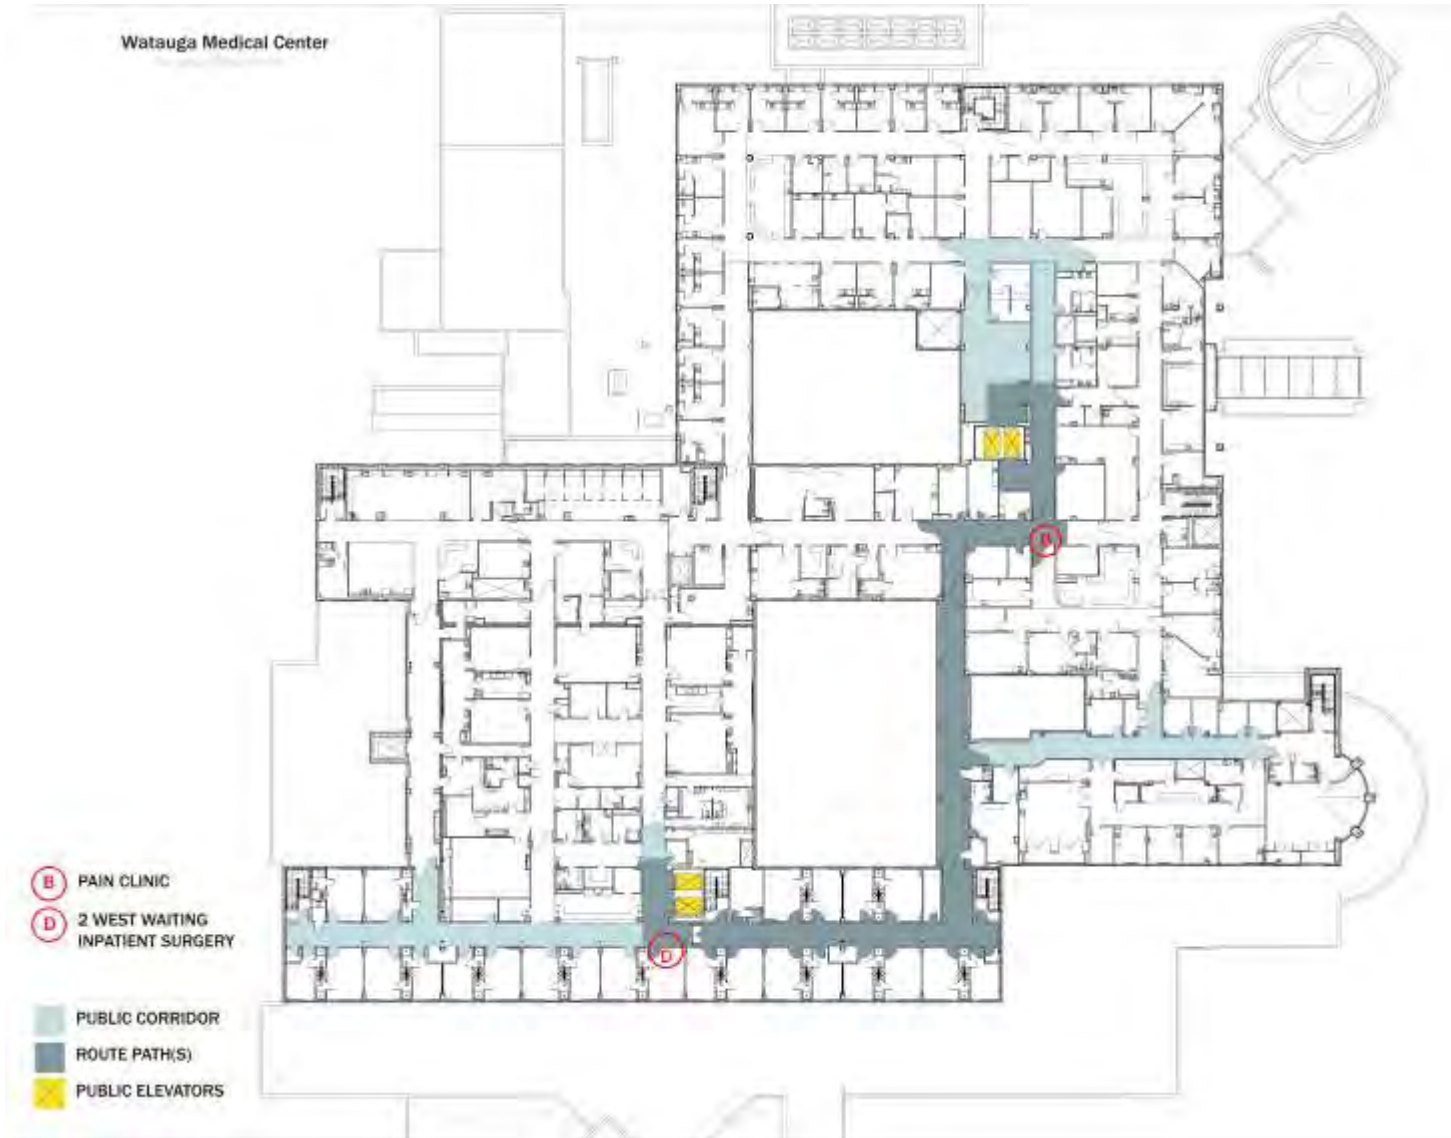 Watauga Medical Center
B
D
B PAIN CLINIC
D 2 WEST WAITING
INPATIENT SURGERY
PUBLIC CORRIDOR
ROUTE PATH(S)
PUBLIC ELEVATORS